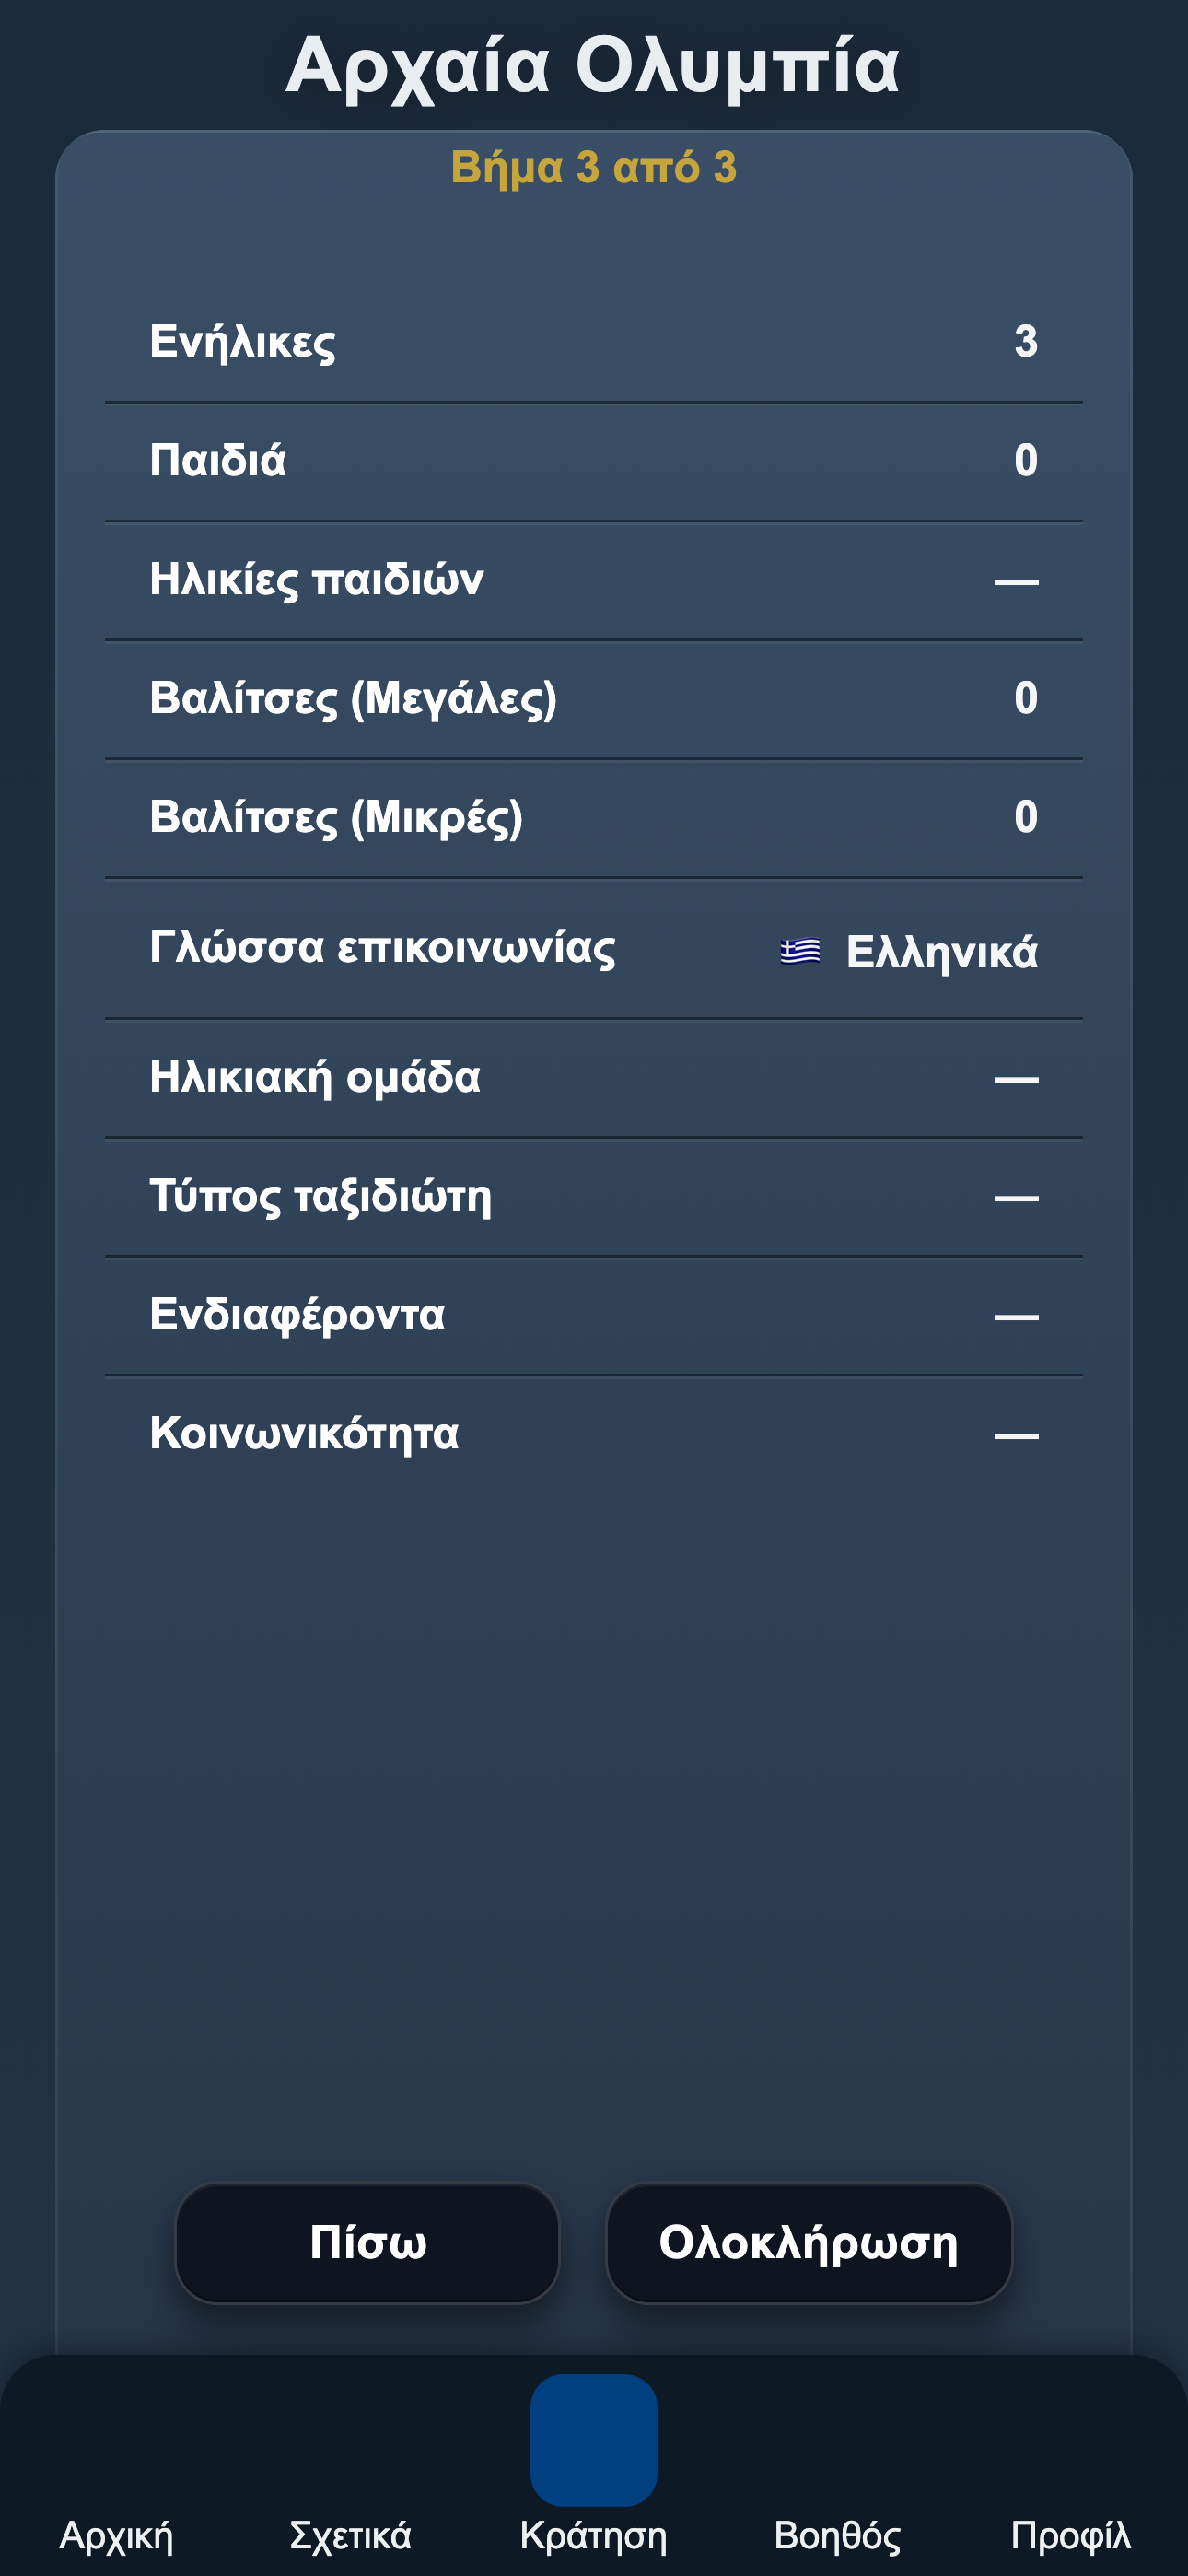 Αρχαία Ολυμπία
Βήμα 3 από 3
Ενήλικες 3
Παιδιά 0
Ηλικίες παιδιών —
Βαλίτσες (Μεγάλες) 0
Βαλίτσες (Μικρές) 0
Γλώσσα επικοινωνίας Ελληνικά
Ηλικιακή ομάδα —
Τύπος ταξιδιώτη —
Ενδιαφέροντα —
Κοινωνικότητα —
Πίσω Ολοκλήρωση
Αρχική Σχετικά Κράτηση Βοηθός Προφίλ